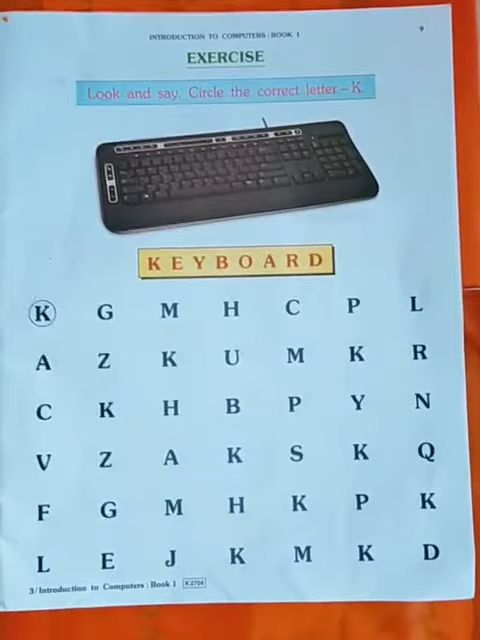 INTRODUCTION TO COMPUTERS : BOOK 1 9
EXERCISE
Look and say. Circle the correct letter – K.
KEYBOARD
K G M H C P L
A Z K U M K R
C K H B P Y N
V Z A K S K Q
F G M H K P K
L E J K M K D
3/Introduction to Computers : Book 1 K 2704